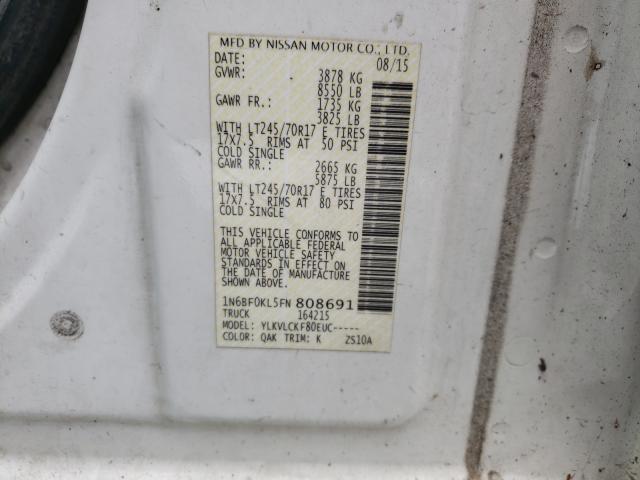 MFD BY NISSAN MOTOR CO., LTD.
DATE: 08/15
GVWR: 3878 KG
8550 LB
GAWR FR.: 1735 KG
3825 LB
WITH LT245/70R17 E TIRES
17X7.5 RIMS AT 50 PSI
COLD SINGLE
GAWR RR.: 2665 KG
5875 LB
WITH LT245/70R17 E TIRES
17X7.5 RIMS AT 80 PSI
COLD SINGLE
THIS VEHICLE CONFORMS TO
ALL APPLICABLE FEDERAL
MOTOR VEHICLE SAFETY
STANDARDS IN EFFECT ON
THE DATE OF MANUFACTURE
SHOWN ABOVE.
1N6BF0KL5FN 808691
TRUCK 164215
MODEL: YLKVLCKF80EUC-----
COLOR: QAK TRIM: K ZS10A